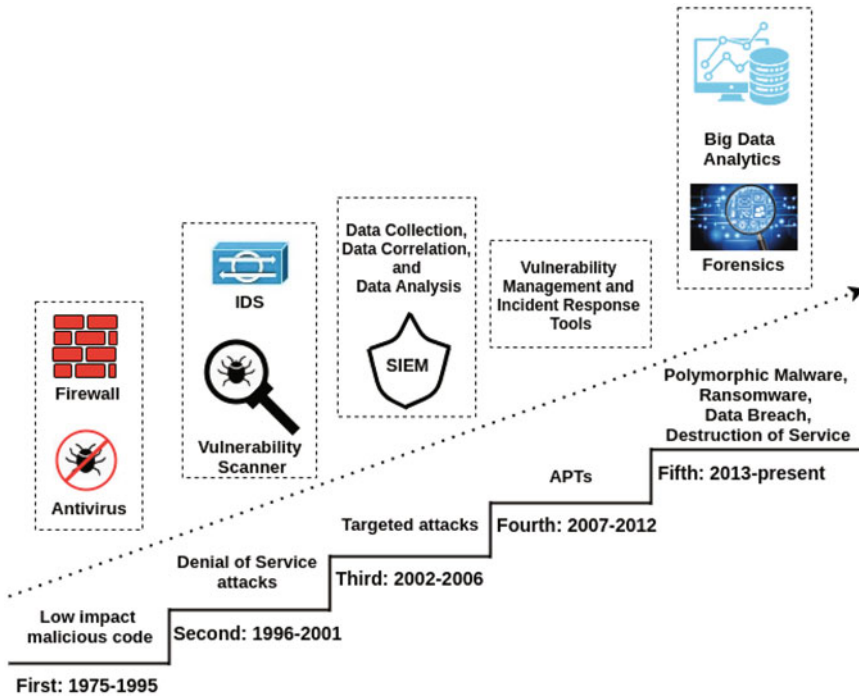 Firewall
Antivirus
Low impact
malicious code
First: 1975-1995
IDS
Vulnerability
Scanner
Denial of Service
attacks
Second: 1996-2001
Data Collection,
Data Correlation,
and
Data Analysis
SIEM
Targeted attacks
Third: 2002-2006
Vulnerability
Management and
Incident Response
Tools
APTs
Fourth: 2007-2012
Big Data
Analytics
Forensics
Polymorphic Malware,
Ransomware,
Data Breach,
Destruction of Service
Fifth: 2013-present